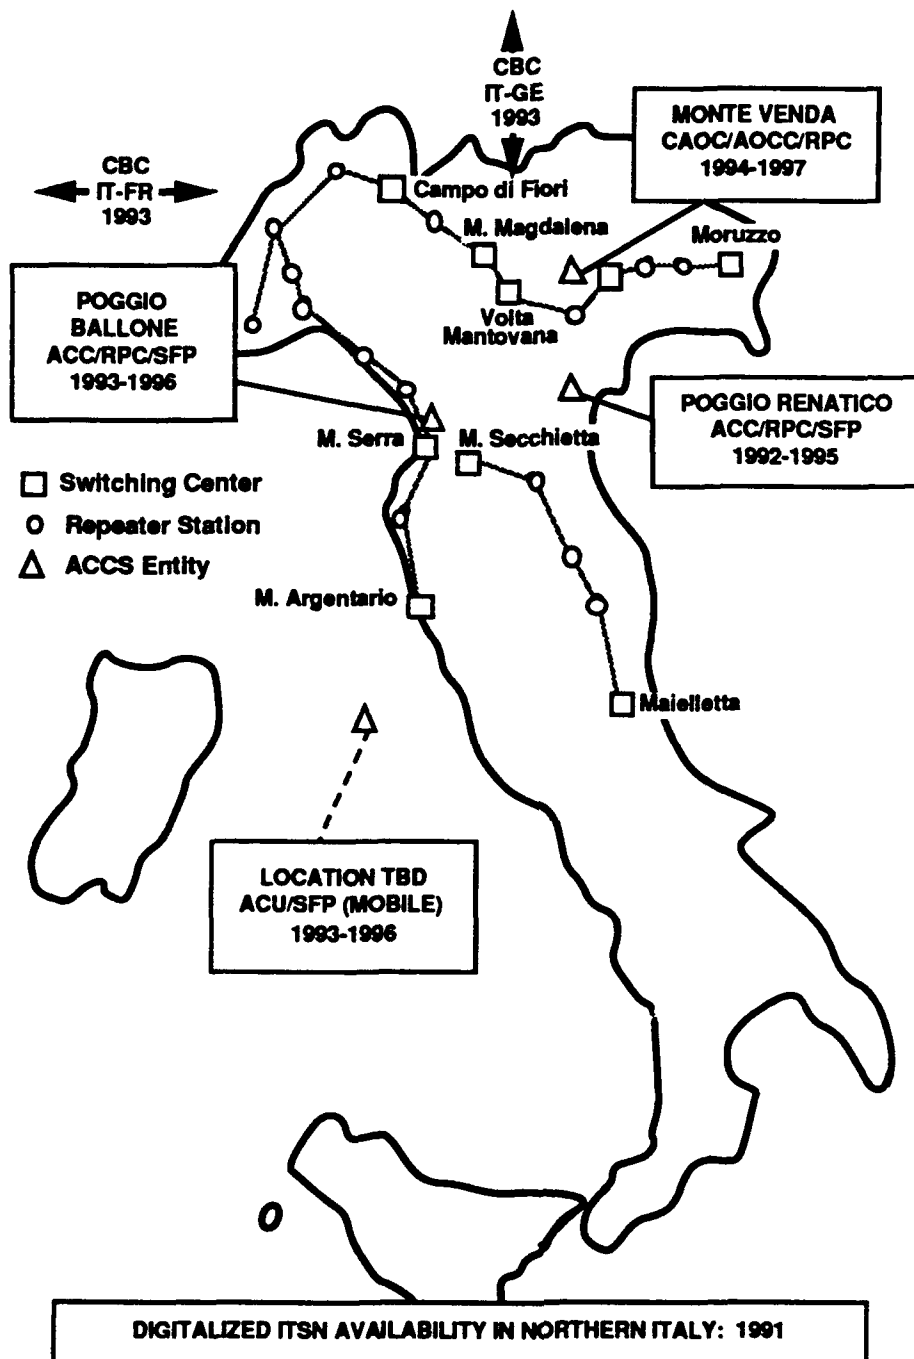 CBC
IT-GE
1993
MONTE VENDA
CAOC/AOCC/RPC
1994-1997
CBC
IT-FR
1993
Campo di Fiori
M. Magdalena
Moruzzo
POGGIO
BALLONE
ACC/RPC/SFP
1993-1996
Volta
Mantovana
POGGIO RENATICO
ACC/RPC/SFP
1992-1995
M. Serra
M. Secchietta
Switching Center
Repeater Station
ACCS Entity
M. Argentario
Maielletta
LOCATION TBD
ACU/SFP (MOBILE)
1993-1996
DIGITALIZED ITSN AVAILABILITY IN NORTHERN ITALY: 1991